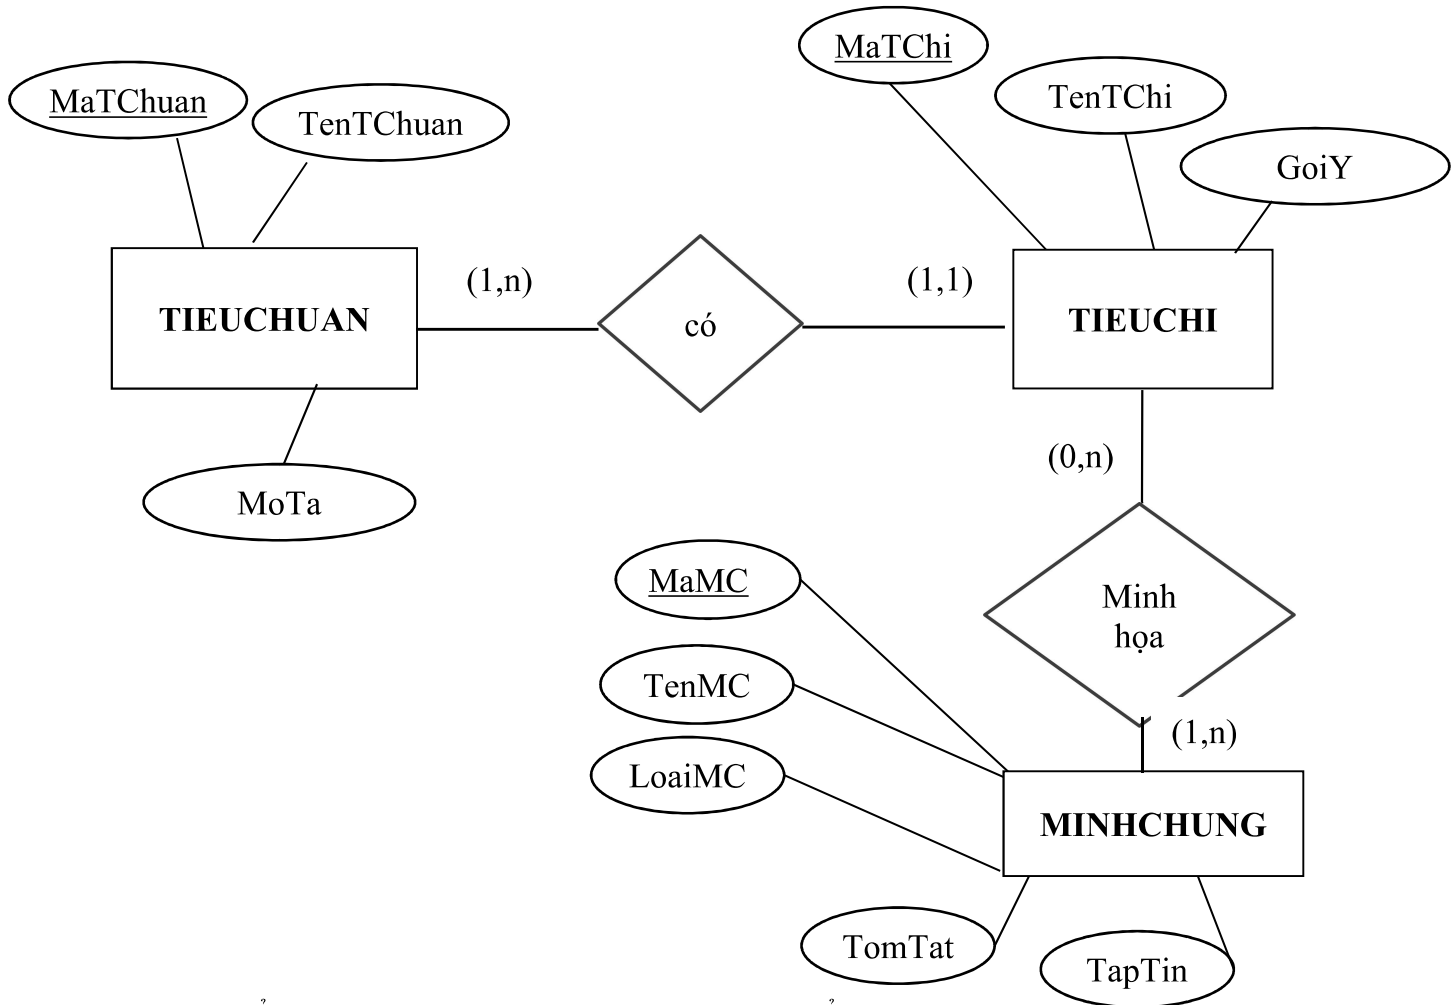 MaTChi
MaTChuan
TenTChuan
TenTChi
GoiY
(1,n)
(1,1)
TIEUCHUAN
có
TIEUCHI
(0,n)
MoTa
MaMC
Minh
họa
TenMC
(1,n)
LoaiMC
MINHCHUNG
TomTat
TapTin